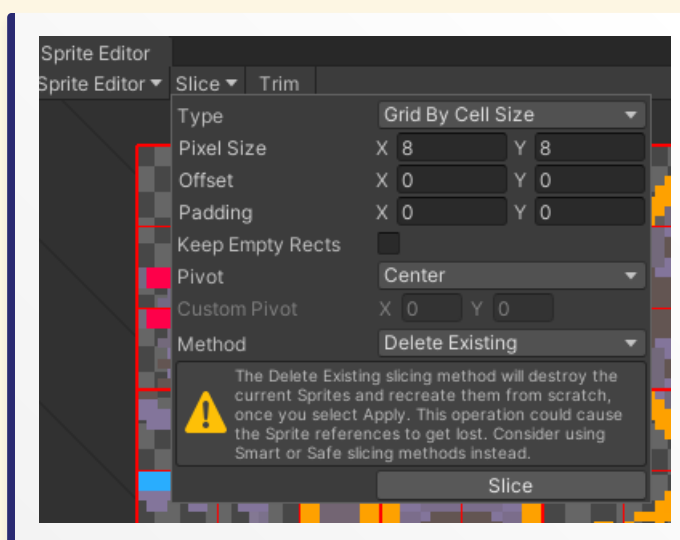 Sprite Editor
Sprite Editor Slice Trim
Type Grid By Cell Size
Pixel Size X 8 Y 8
Offset X 0 Y 0
Padding X 0 Y 0
Keep Empty Rects
Pivot Center
Custom Pivot X 0 Y 0
Method Delete Existing
The Delete Existing slicing method will destroy the
current Sprites and recreate them from scratch,
once you select Apply. This operation could cause
the Sprite references to get lost. Consider using
Smart or Safe slicing methods instead.
Slice